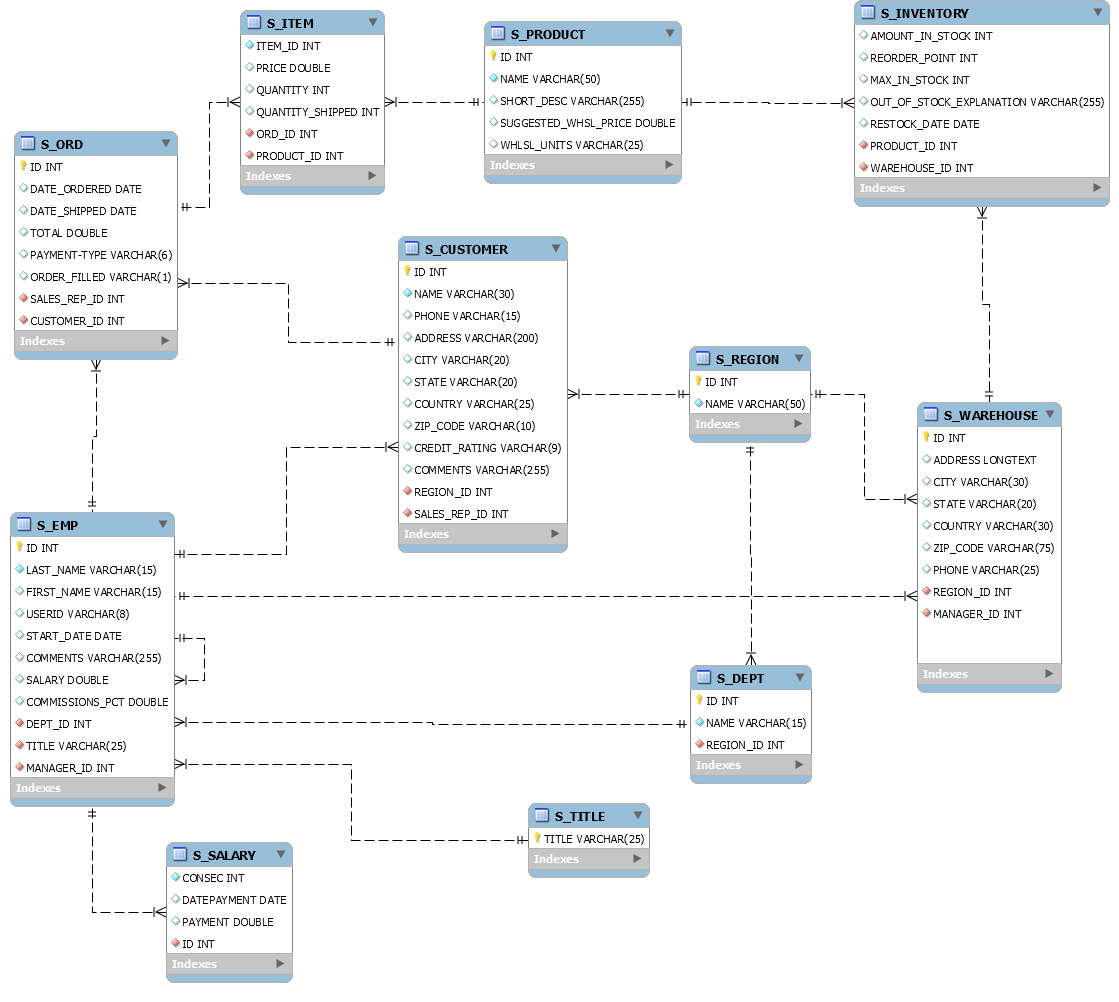 S_ITEM
ITEM_ID INT
PRICE DOUBLE
QUANTITY INT
QUANTITY_SHIPPED INT
ORD_ID INT
PRODUCT_ID INT
Indexes
S_PRODUCT
ID INT
NAME VARCHAR(50)
SHORT_DESC VARCHAR(255)
SUGGESTED_WHSL_PRICE DOUBLE
WHLSL_UNITS VARCHAR(25)
Indexes
S_INVENTORY
AMOUNT_IN_STOCK INT
REORDER_POINT INT
MAX_IN_STOCK INT
OUT_OF_STOCK_EXPLANATION VARCHAR(255)
RESTOCK_DATE DATE
PRODUCT_ID INT
WAREHOUSE_ID INT
Indexes
S_ORD
ID INT
DATE_ORDERED DATE
DATE_SHIPPED DATE
TOTAL DOUBLE
PAYMENT-TYPE VARCHAR(6)
ORDER_FILLED VARCHAR(1)
SALES_REP_ID INT
CUSTOMER_ID INT
Indexes
S_CUSTOMER
ID INT
NAME VARCHAR(30)
PHONE VARCHAR(15)
ADDRESS VARCHAR(200)
CITY VARCHAR(20)
STATE VARCHAR(20)
COUNTRY VARCHAR(25)
ZIP_CODE VARCHAR(10)
CREDIT_RATING VARCHAR(9)
COMMENTS VARCHAR(255)
REGION_ID INT
SALES_REP_ID INT
Indexes
S_REGION
ID INT
NAME VARCHAR(50)
Indexes
S_WAREHOUSE
ID INT
ADDRESS LONGTEXT
CITY VARCHAR(30)
STATE VARCHAR(20)
COUNTRY VARCHAR(30)
ZIP_CODE VARCHAR(75)
PHONE VARCHAR(25)
REGION_ID INT
MANAGER_ID INT
Indexes
S_EMP
ID INT
LAST_NAME VARCHAR(15)
FIRST_NAME VARCHAR(15)
USERID VARCHAR(8)
START_DATE DATE
COMMENTS VARCHAR(255)
SALARY DOUBLE
COMMISSIONS_PCT DOUBLE
DEPT_ID INT
TITLE VARCHAR(25)
MANAGER_ID INT
Indexes
S_DEPT
ID INT
NAME VARCHAR(15)
REGION_ID INT
Indexes
S_TITLE
TITLE VARCHAR(25)
Indexes
S_SALARY
CONSEC INT
DATEPAYMENT DATE
PAYMENT DOUBLE
ID INT
Indexes